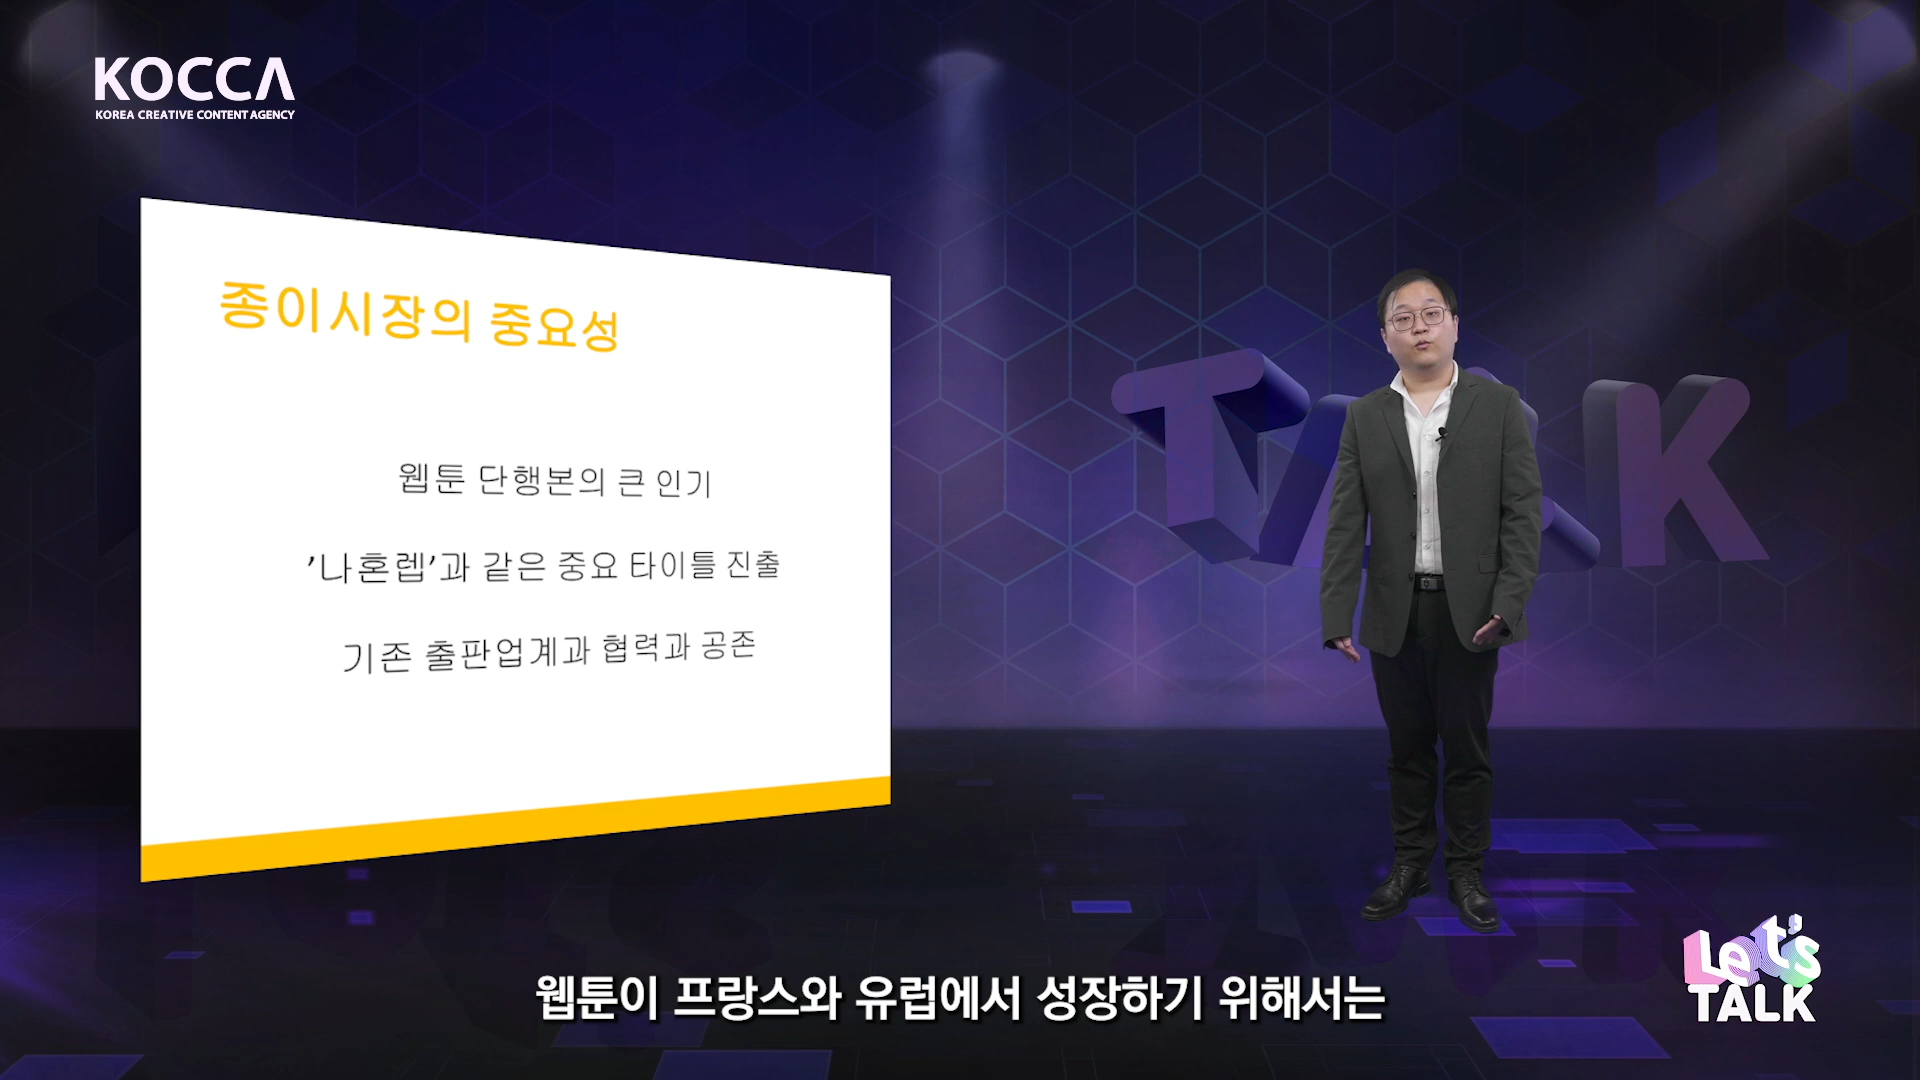 KOCCA
KOREA CREATIVE CONTENT AGENCY
종이시장의 중요성
웹툰 단행본의 큰 인기
'나혼렙'과 같은 중요 타이틀 진출
기존 출판업계과 협력과 공존
TALK
웹툰이 프랑스와 유럽에서 성장하기 위해서는
Let's
TALK